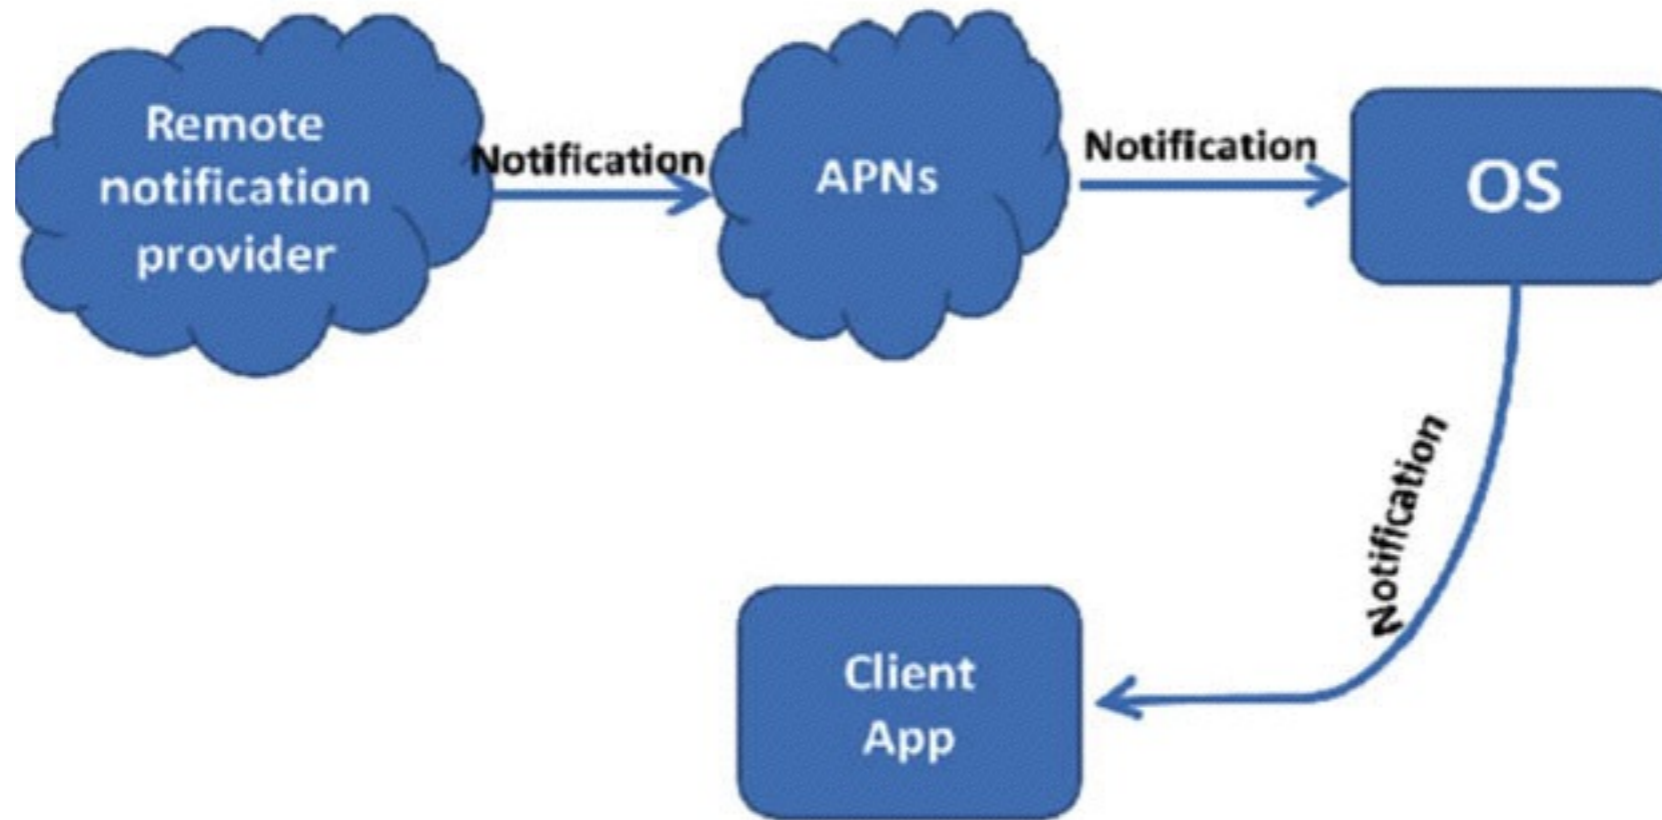 Remote
notification
provider
Notification
APNs
Notification
OS
Notification
Client
App